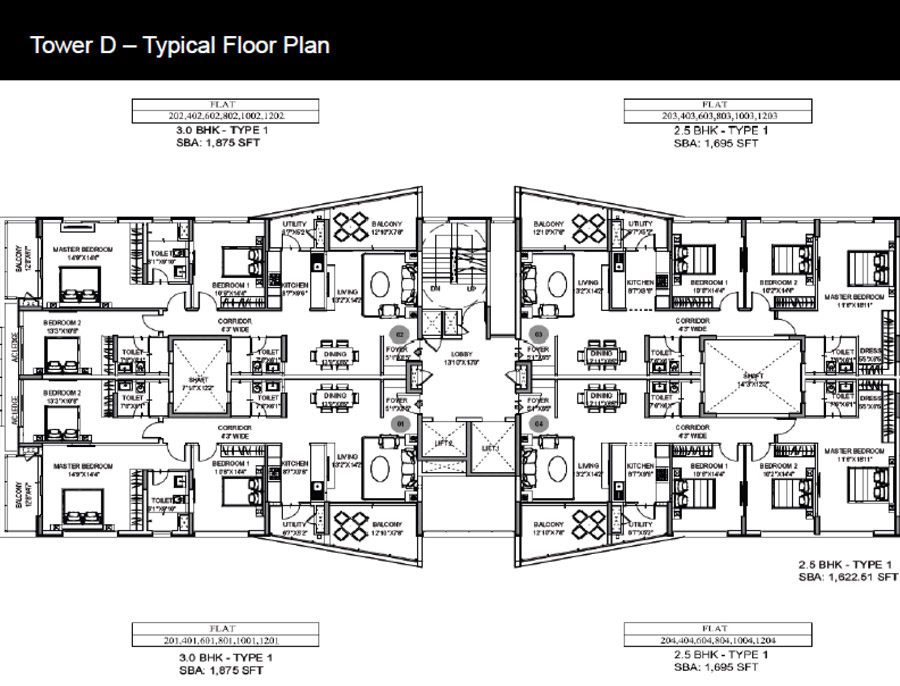 Tower D – Typical Floor Plan
FLAT
202,402,602,802,1002,1202
3.0 BHK - TYPE 1
SBA: 1,875 SFT
FLAT
203,403,603,803,1003,1203
2.5 BHK - TYPE 1
SBA: 1,695 SFT
UTILITY
BALCONY
12'10"X7'6"
BALCONY
UTILITY
BALCONY
MASTER BEDROOM
14'9"X14'4"
TOILET
BEDROOM 1
KITCHEN
LIVING
13'2"X14'2"
DN
UP
LIVING
KITCHEN
BEDROOM 1
BEDROOM 2
MASTER BEDROOM
BEDROOM 2
13'3"X10'6"
CORRIDOR
4'3" WIDE
02
03
CORRIDOR
4'3" WIDE
AC LEDGE
TOILET
TOILET
DINING
FOYER
LOBBY
FOYER
DINING
TOILET
TOILET
DRESS
SHAFT
SHAFT
BEDROOM 2
13'3"X10'6"
AC LEDGE
TOILET
TOILET
DINING
FOYER
FOYER
DINING
TOILET
TOILET
DRESS
CORRIDOR
4'3" WIDE
01
04
CORRIDOR
4'3" WIDE
LIFT 2
LIFT
MASTER BEDROOM
14'9"X14'4"
BALCONY
TOILET
BEDROOM 1
KITCHEN
LIVING
13'2"X14'2"
LIVING
KITCHEN
BEDROOM 1
BEDROOM 2
MASTER BEDROOM
UTILITY
BALCONY
12'10"X7'6"
BALCONY
12'10"X7'6"
UTILITY
2.5 BHK - TYPE 1
SBA: 1,622.51 SFT
FLAT
201,401,601,801,1001,1201
3.0 BHK - TYPE 1
SBA: 1,875 SFT
FLAT
204,404,604,804,1004,1204
2.5 BHK - TYPE 1
SBA: 1,695 SFT